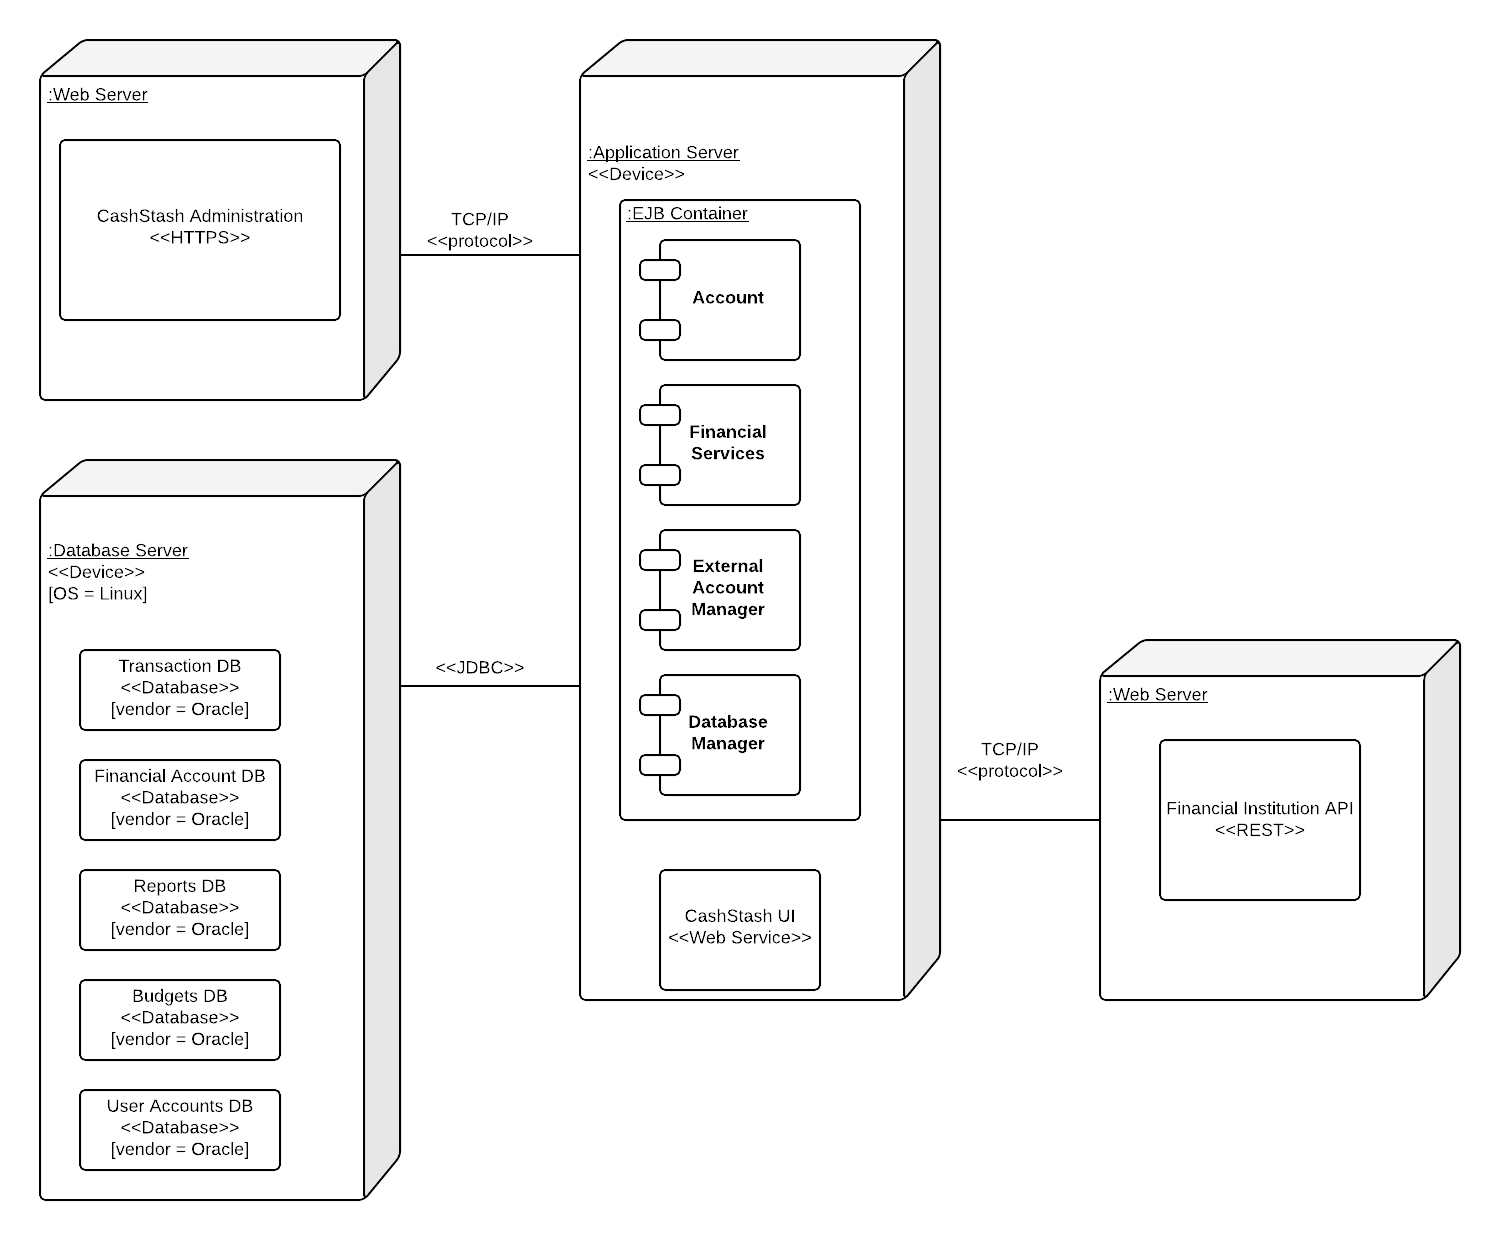 :Web Server
CashStash Administration
<<HTTPS>>
TCP/IP
<<protocol>>
:Application Server
<<Device>>
:EJB Container
Account
Financial
Services
External
Account
Manager
Database
Manager
CashStash UI
<<Web Service>>
:Database Server
<<Device>>
[OS = Linux]
Transaction DB
<<Database>>
[vendor = Oracle]
Financial Account DB
<<Database>>
[vendor = Oracle]
Reports DB
<<Database>>
[vendor = Oracle]
Budgets DB
<<Database>>
[vendor = Oracle]
User Accounts DB
<<Database>>
[vendor = Oracle]
<<JDBC>>
TCP/IP
<<protocol>>
:Web Server
Financial Institution API
<<REST>>